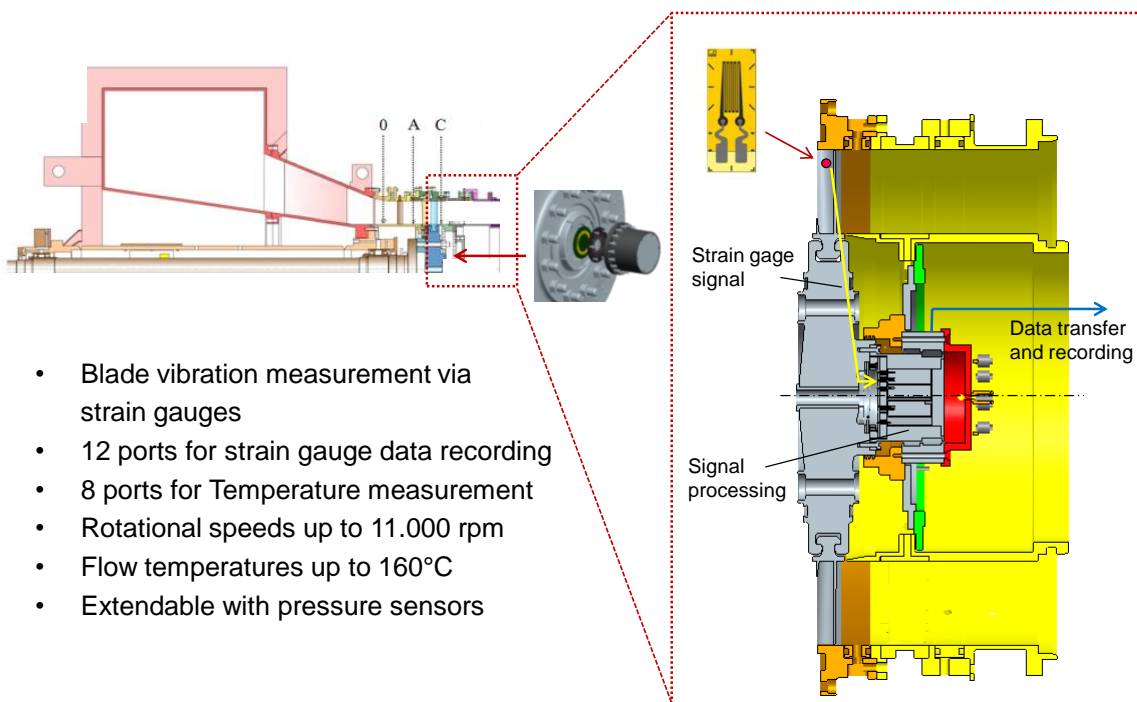 0 A C
Strain gage
signal
Data transfer
and recording
Signal
processing
• Blade vibration measurement via
strain gauges
• 12 ports for strain gauge data recording
• 8 ports for Temperature measurement
• Rotational speeds up to 11.000 rpm
• Flow temperatures up to 160°C
• Extendable with pressure sensors